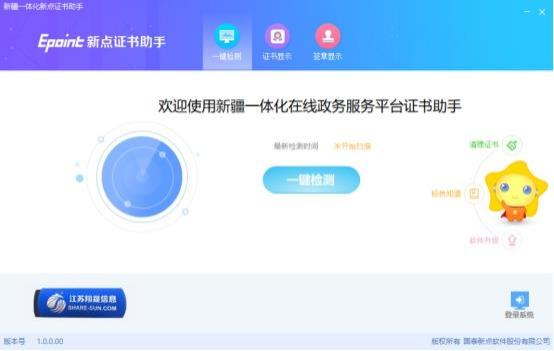 新疆一体化新点证书助手
Epoint 新点证书助手
一键检测
证书显示
签章显示
欢迎使用新疆一体化在线政务服务平台证书助手
最新检测时间 未开始扫描
一键检测
清理证书
软件升级
江苏翔晟信息
SHARE-SUN.COM
登录系统
版本号 1.0.0.00
版权所有 国泰新点软件股份有限公司